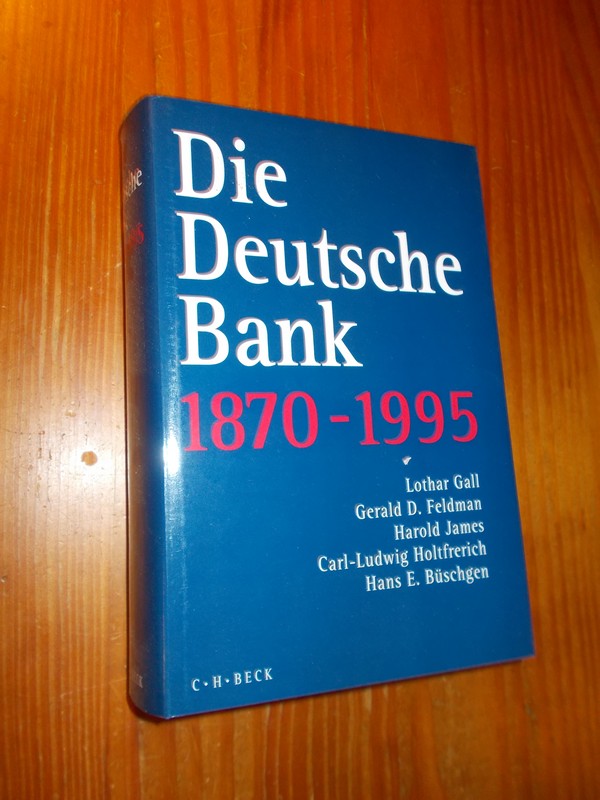 Die
Deutsche
Bank
1870-1995
Lothar Gall
Gerald D. Feldman
Harold James
Carl-Ludwig Holtfrerich
Hans E. Büschgen
C·H·BECK